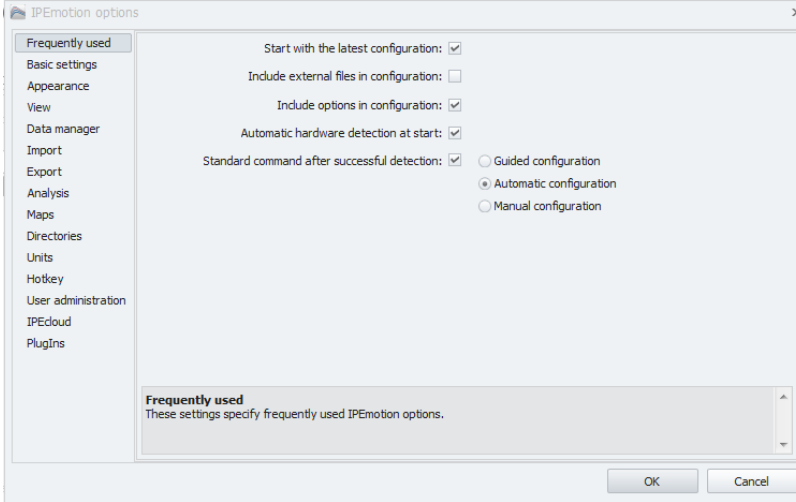 IPEmotion options
Frequently used
Basic settings
Appearance
View
Data manager
Import
Export
Analysis
Maps
Directories
Units
Hotkey
User administration
IPEcloud
PlugIns
Start with the latest configuration:
Include external files in configuration:
Include options in configuration:
Automatic hardware detection at start:
Standard command after successful detection:
Guided configuration
Automatic configuration
Manual configuration
Frequently used
These settings specify frequently used IPEmotion options.
OK
Cancel